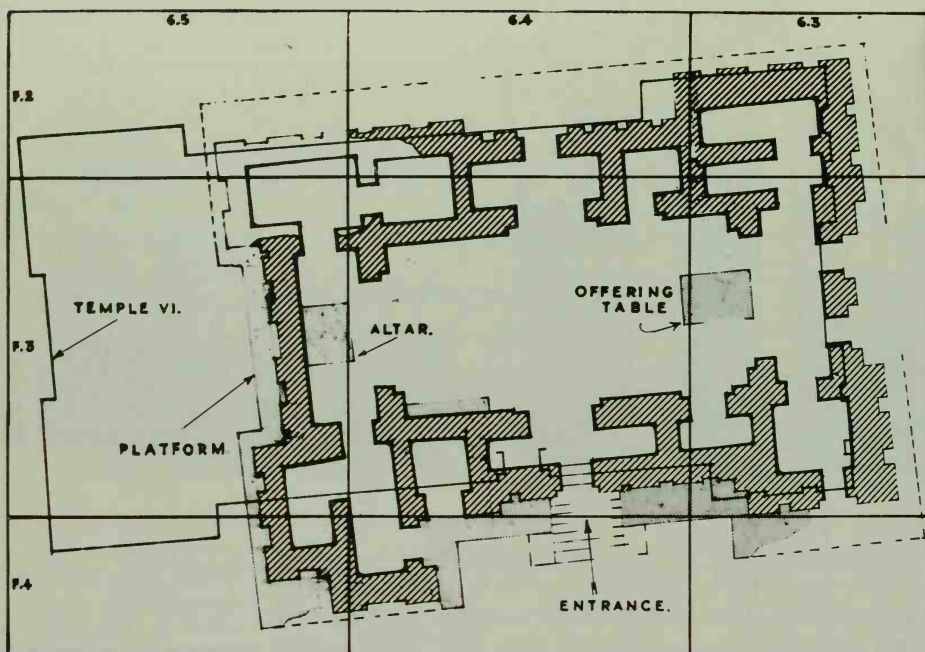 6.5 6.4 6.3
F.2
TEMPLE VI.
OFFERING
TABLE
ALTAR.
F.3
PLATFORM
F.4
ENTRANCE.